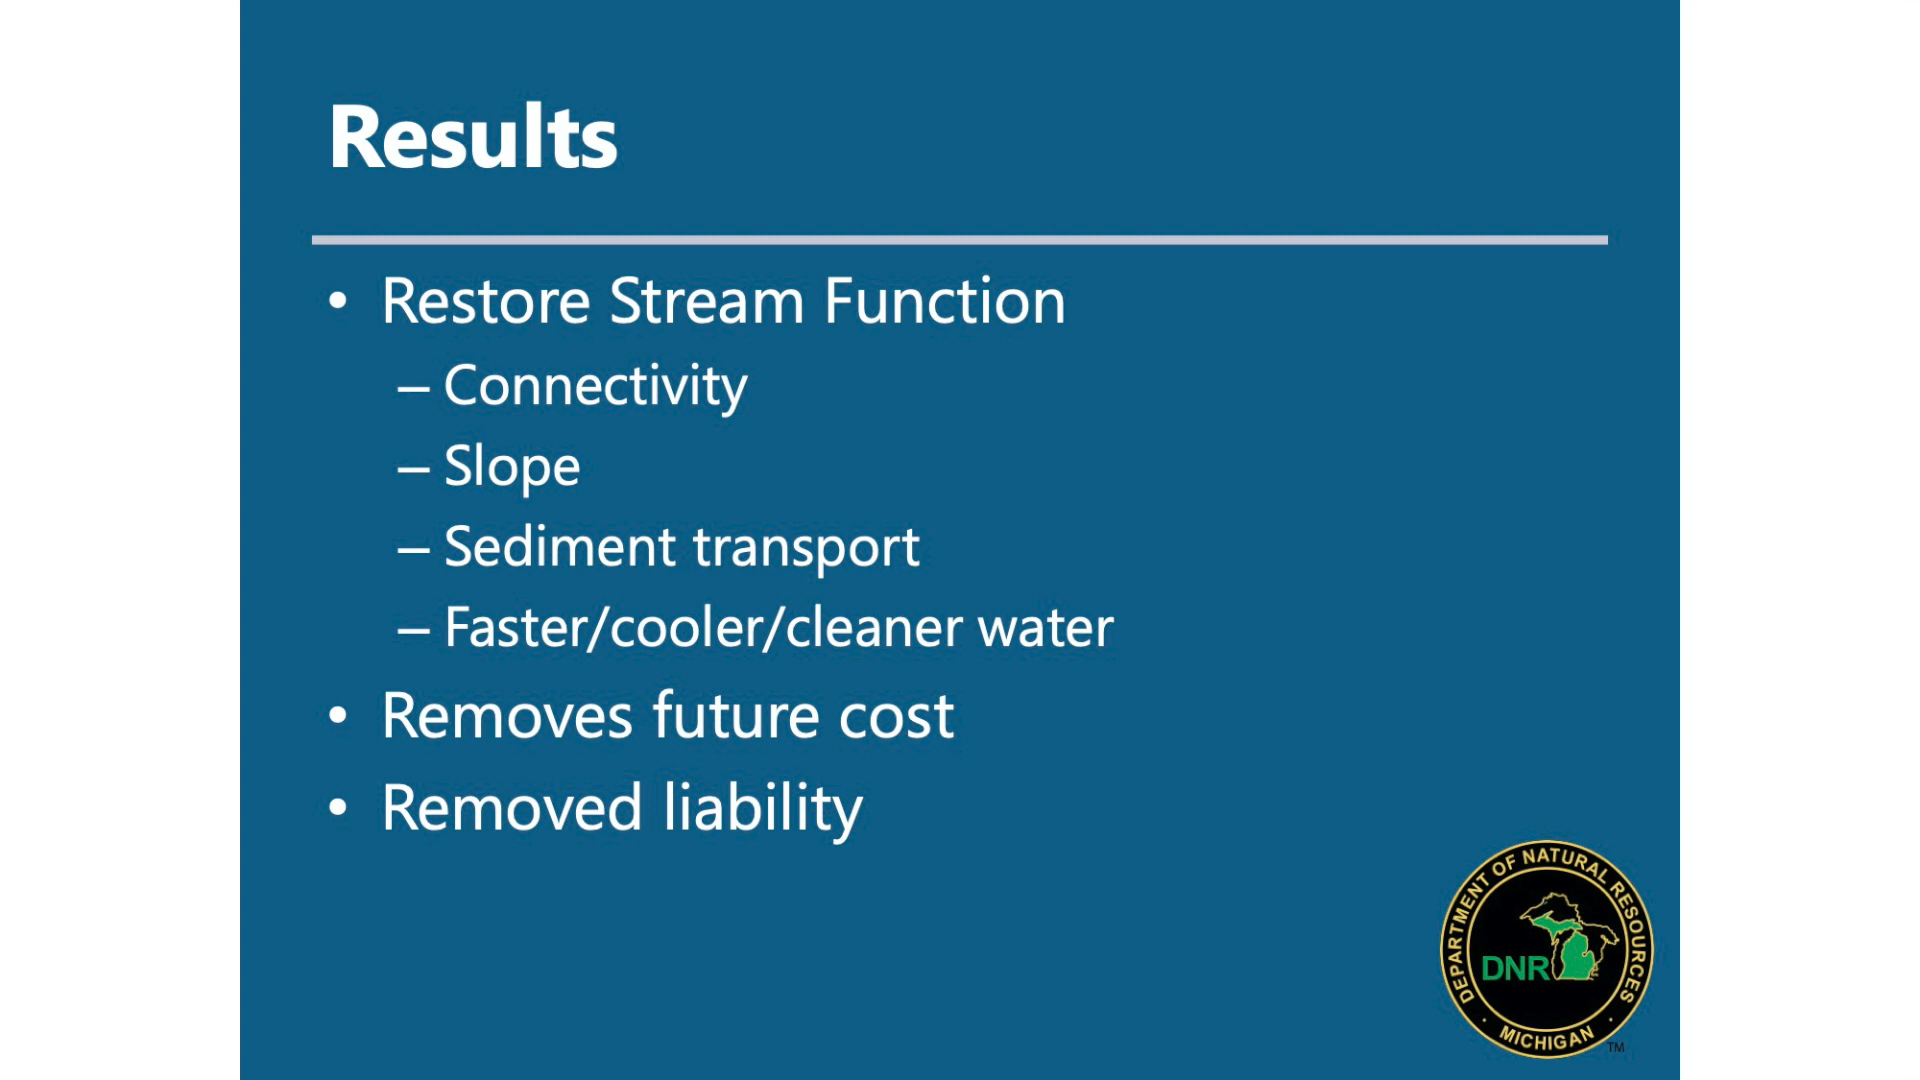 Results
• Restore Stream Function
– Connectivity
– Slope
– Sediment transport
– Faster/cooler/cleaner water
• Removes future cost
• Removed liability
DEPARTMENT OF NATURAL RESOURCES
DNR
· MICHIGAN ·
TM